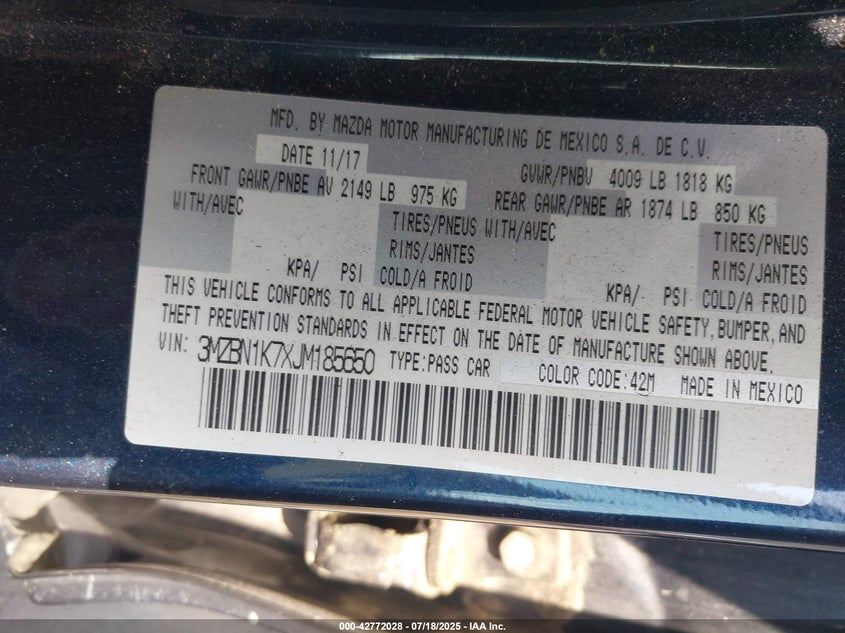 MFD. BY MAZDA MOTOR MANUFACTURING DE MEXICO S.A. DE C.V.
DATE 11/17 GVWR/PNBV 4009 LB 1818 KG
FRONT GAWR/PNBE AV 2149 LB 975 KG REAR GAWR/PNBE AR 1874 LB 850 KG
WITH/AVEC TIRES/PNEUS WITH/AVEC TIRES/PNEUS
RIMS/JANTES RIMS/JANTES
KPA/ PSI COLD/A FROID KPA/ PSI COLD/A FROID
THIS VEHICLE CONFORMS TO ALL APPLICABLE FEDERAL MOTOR VEHICLE SAFETY, BUMPER, AND
THEFT PREVENTION STANDARDS IN EFFECT ON THE DATE OF MANUFACTURE SHOWN ABOVE.
VIN: 3MZBN1K7XJM185650 TYPE:PASS CAR COLOR CODE:42M MADE IN MEXICO
000-42772028 - 07/18/2025 - IAA Inc.